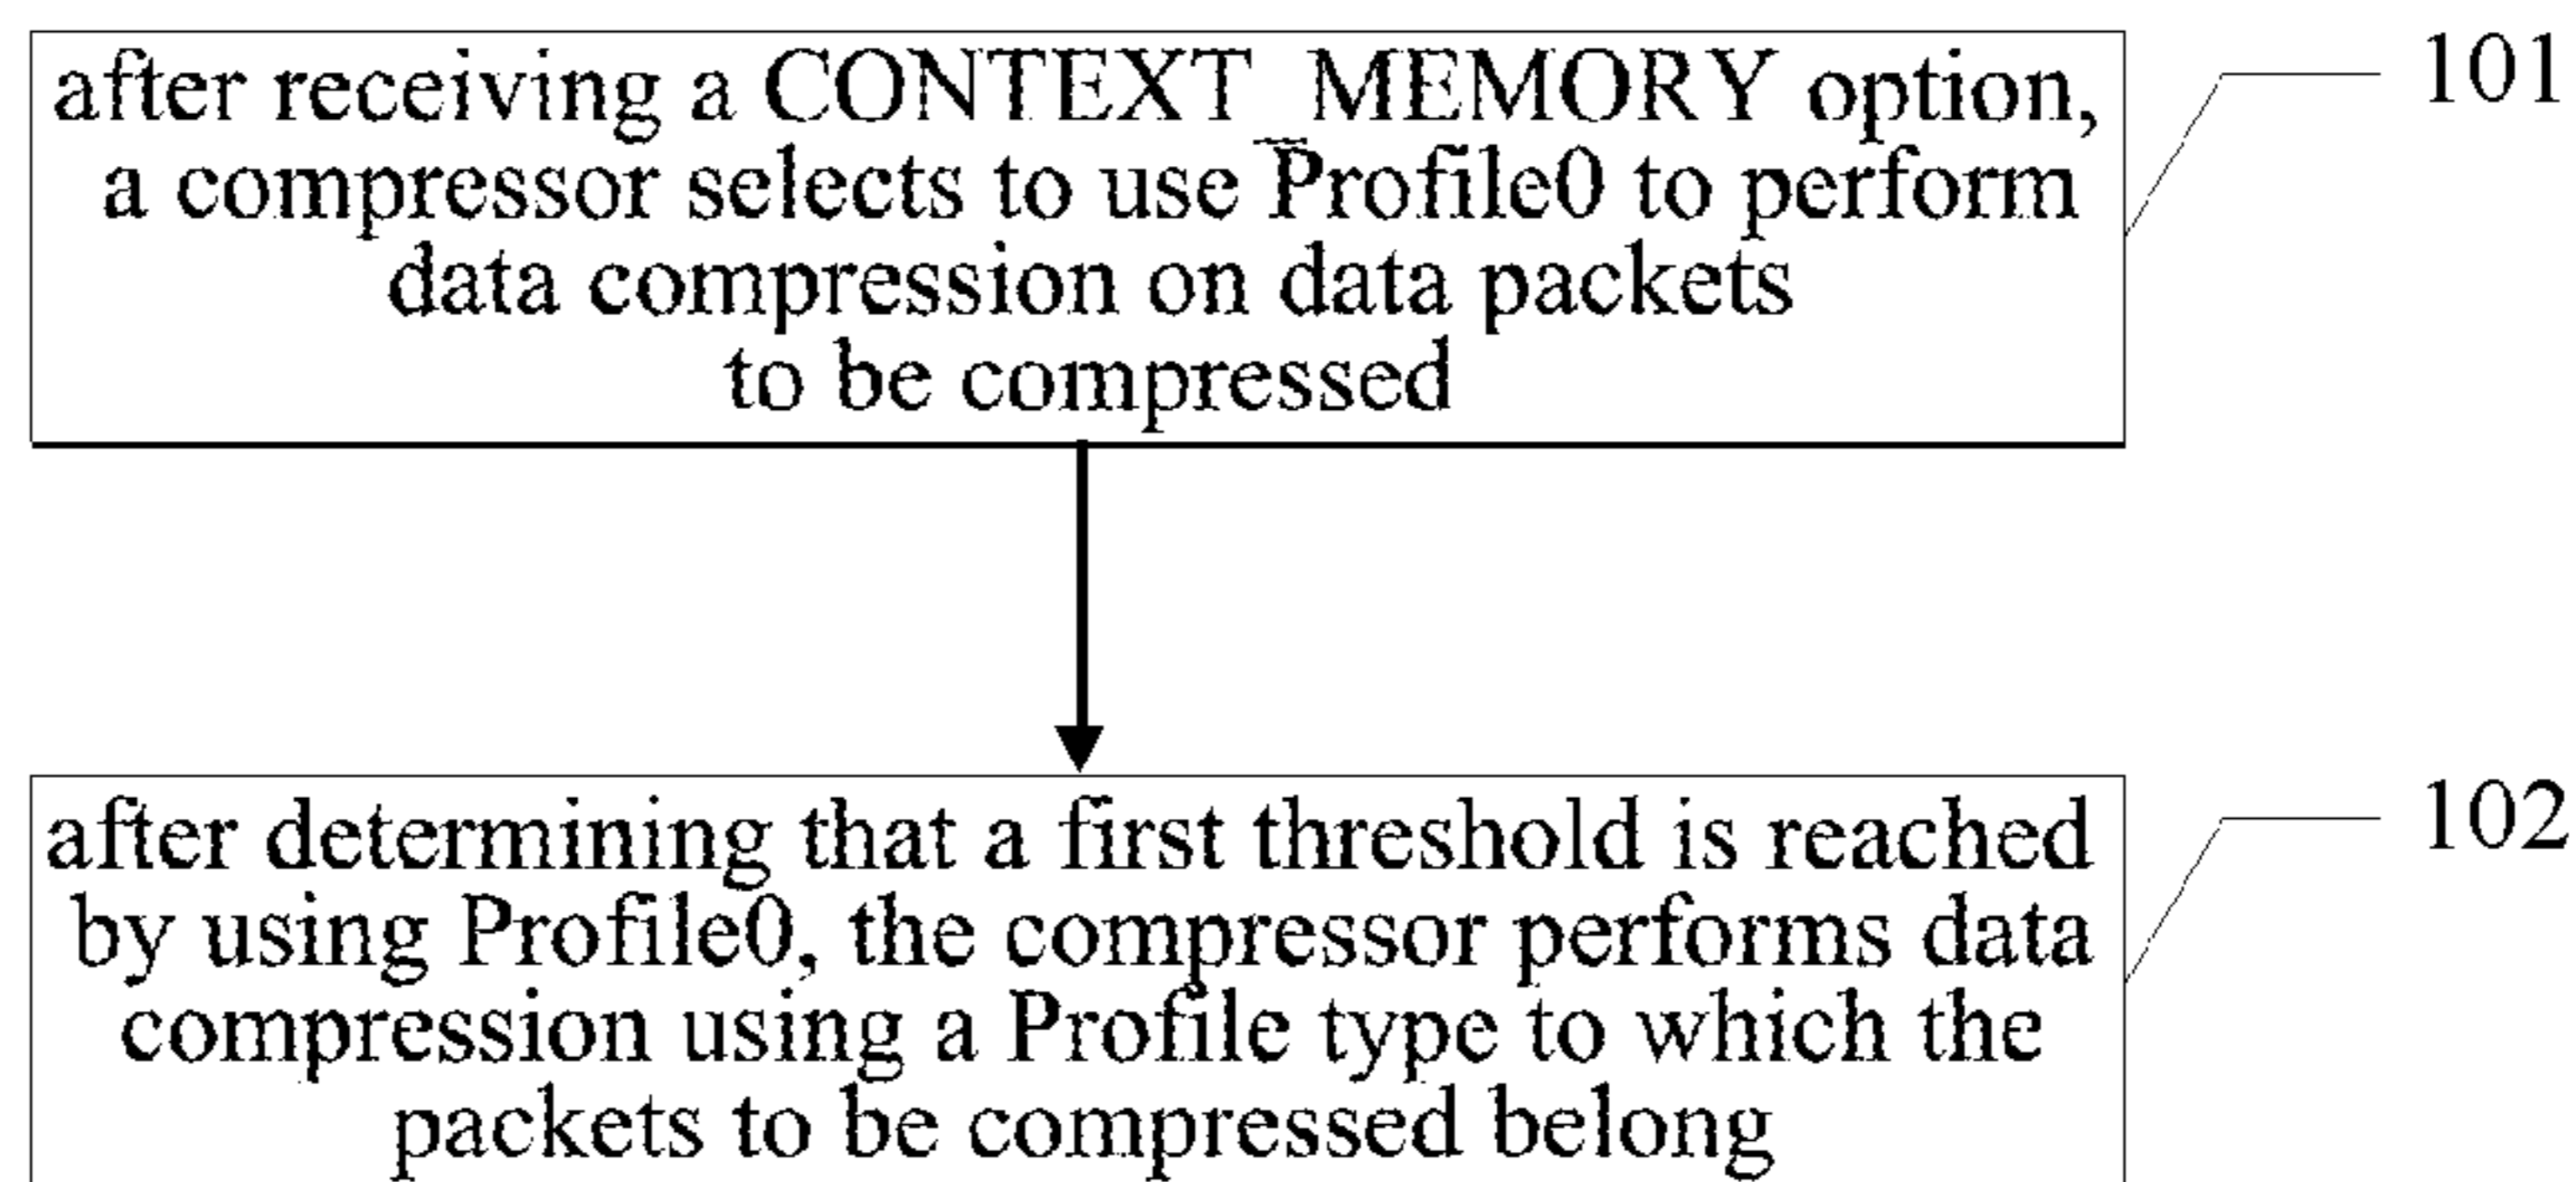 after receiving a CONTEXT_MEMORY option,
101
a compressor selects to use Profile0 to perform
data compression on data packets
to be compressed
after determining that a first threshold is reached
102
by using Profile0, the compressor performs data
compression using a Profile type to which the
packets to be compressed belong